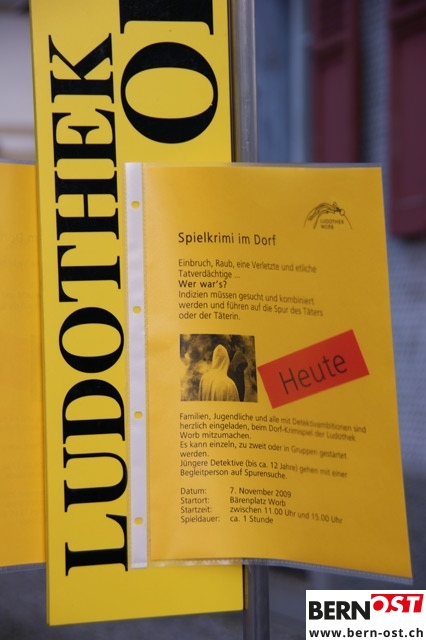 LUDOTHEK
LUDOTHEK
WORB
Spielkrimi im Dorf
Einbruch, Raub, eine Verletzte und etliche
Tatverdächtige ...
Wer war's?
Indizien müssen gesucht und kombiniert
werden und führen auf die Spur des Täters
oder der Täterin.
Heute
Familien, Jugendliche und alle mit Detektivambitionen sind
herzlich eingeladen, beim Dorf-Krimispiel der Ludothek
Worb mitzumachen.
Es kann einzeln, zu zweit oder in Gruppen gestartet
werden.
Jüngere Detektive (bis ca. 12 Jahre) gehen mit einer
Begleitperson auf Spurensuche.
Datum: 7. November 2009
Startort: Bärenplatz Worb
Startzeit: zwischen 11.00 Uhr und 15.00 Uhr
Spieldauer: ca. 1 Stunde
BERNOST
www.bern-ost.ch